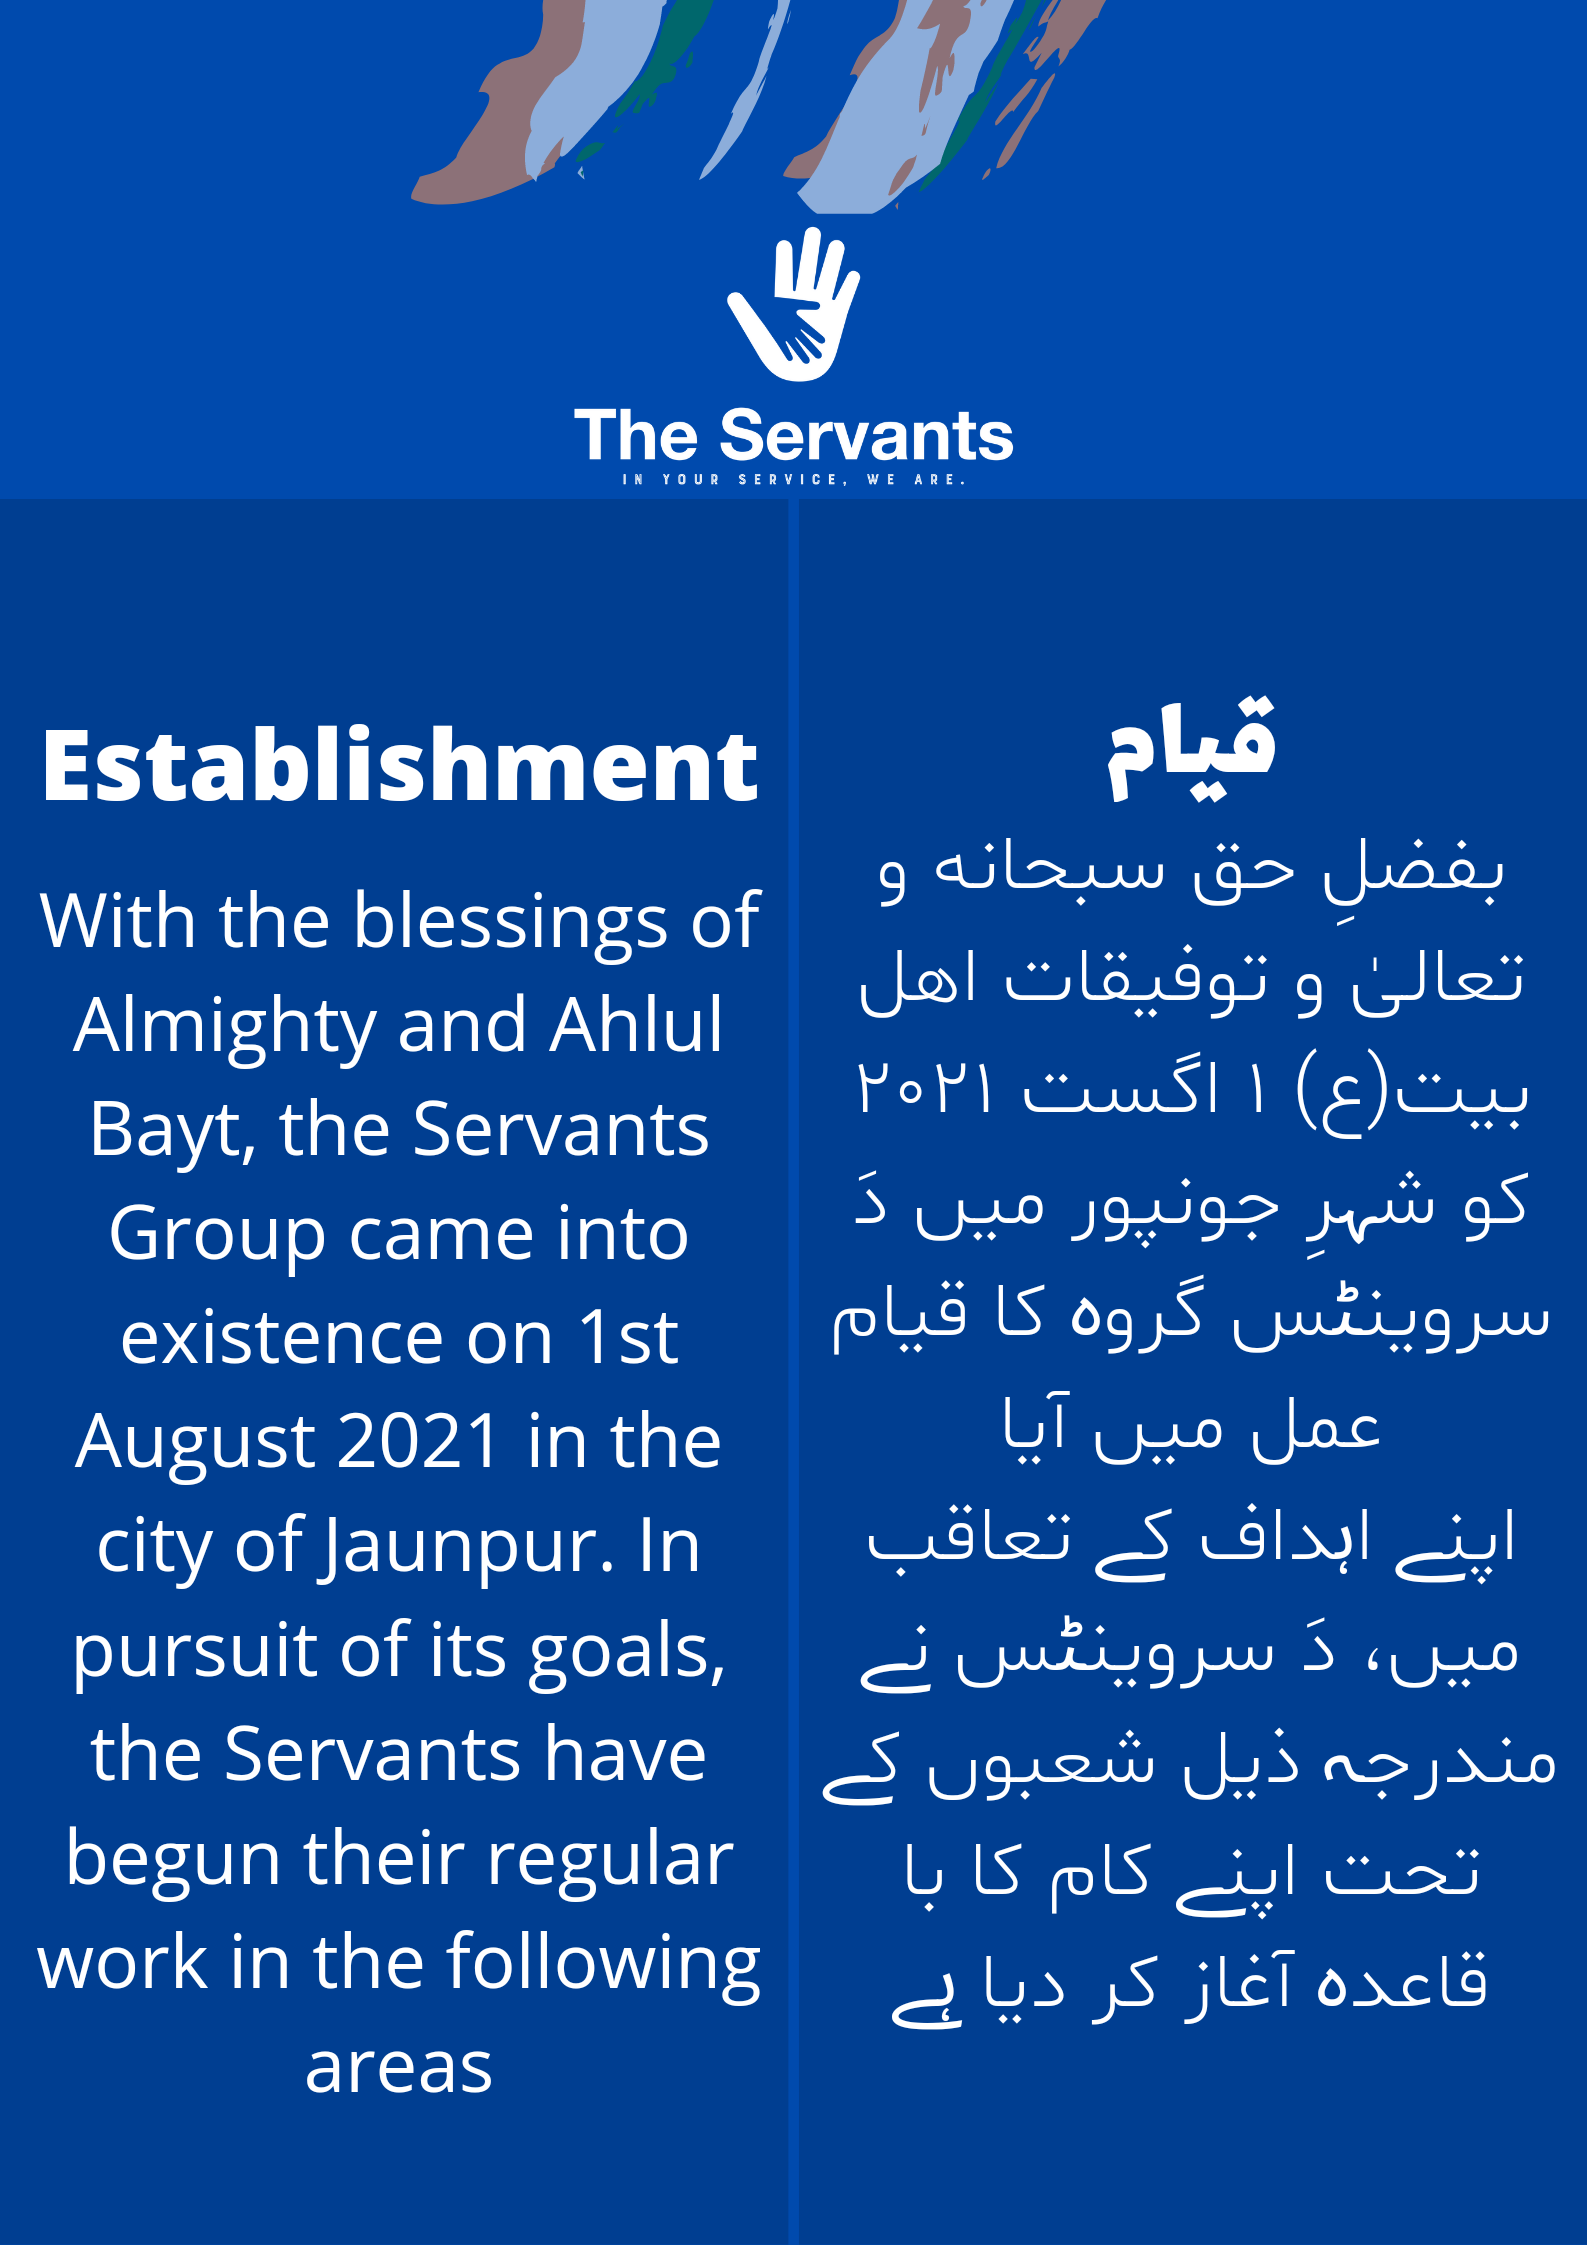 The Servants
IN YOUR SERVICE, WE ARE.
Establishment
With the blessings of
Almighty and Ahlul
Bayt, the Servants
Group came into
existence on 1st
August 2021 in the
city of Jaunpur. In
pursuit of its goals,
the Servants have
begun their regular
work in the following
areas
قیام
بفضلِ حق سبحانه و
تعالیٰ و توفیقات اهل
بیت(ع) ۱ اگست ۲۰۲۱
کو شہرِ جونپور میں دَ
سروینٹس گروہ کا قیام
عمل میں آیا
اپنے اہداف کے تعاقب
میں، دَ سروینٹس نے
مندرجہ ذیل شعبوں کے
تحت اپنے کام کا با
قاعدہ آغاز کر دیا ہے